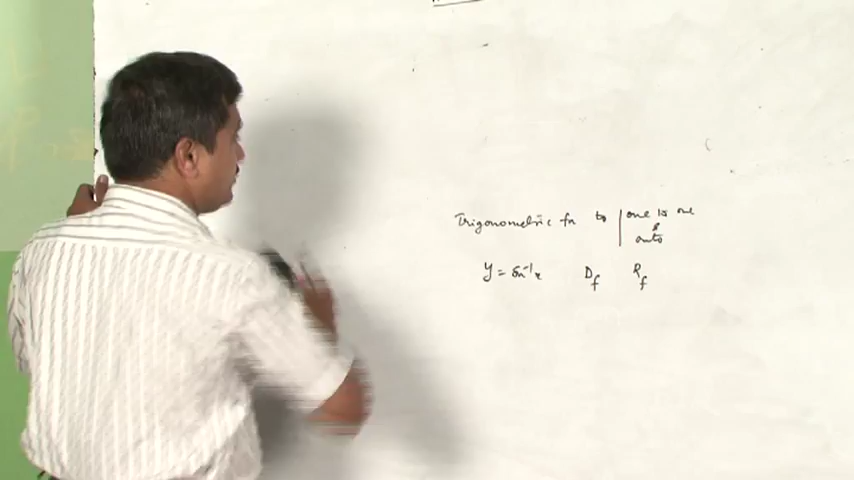 Trigonometric fn to | one to one
&
onto
y = Sin⁻¹x D_f R_f